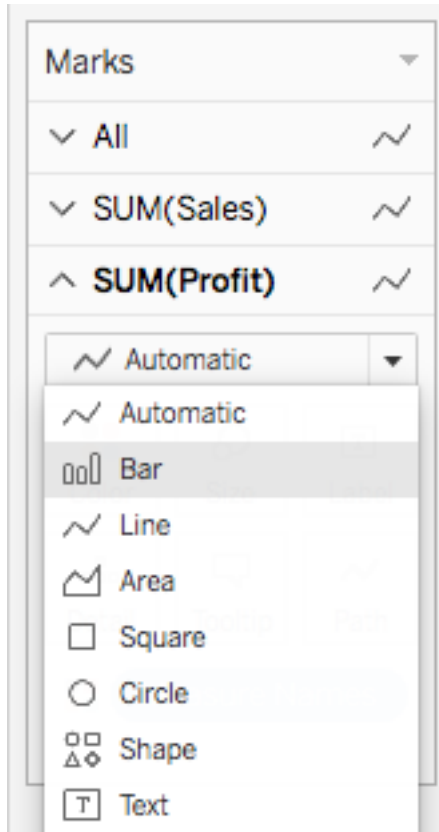 Marks
All
SUM(Sales)
SUM(Profit)
Automatic
Automatic
Bar
Line
Area
Square
Circle
Shape
T Text